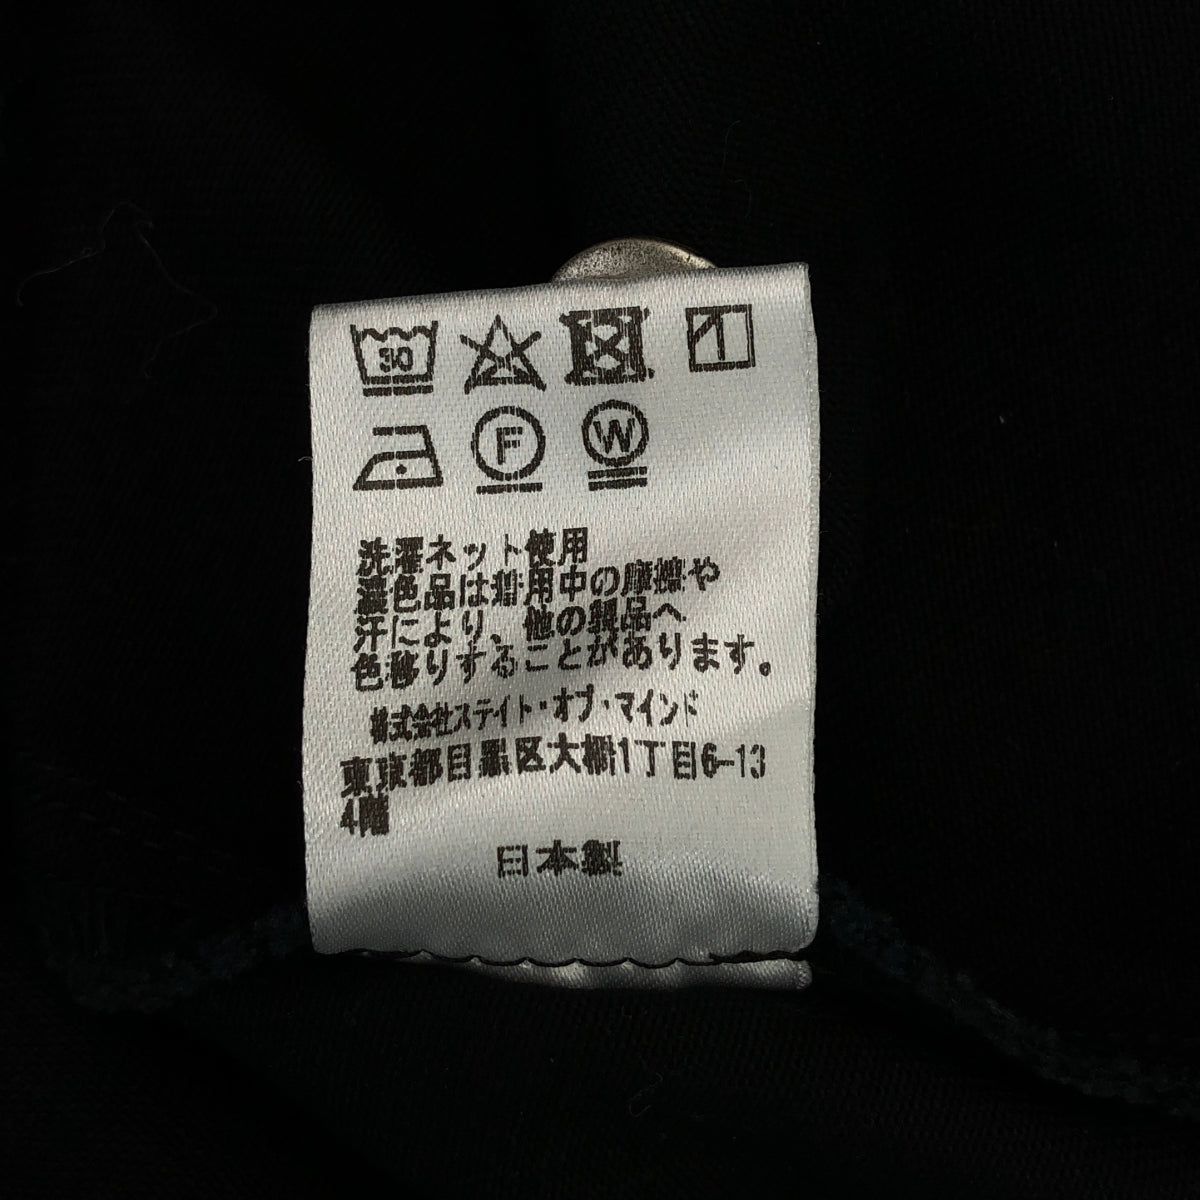 30
F W
洗濯ネット使用
濃色品は着用中の摩擦や
汗により、他の製品へ
色移りすることがあります。
株式会社ステイト・オブ・マインド
東京都目黒区大橋1丁目6-13
4階
日本製